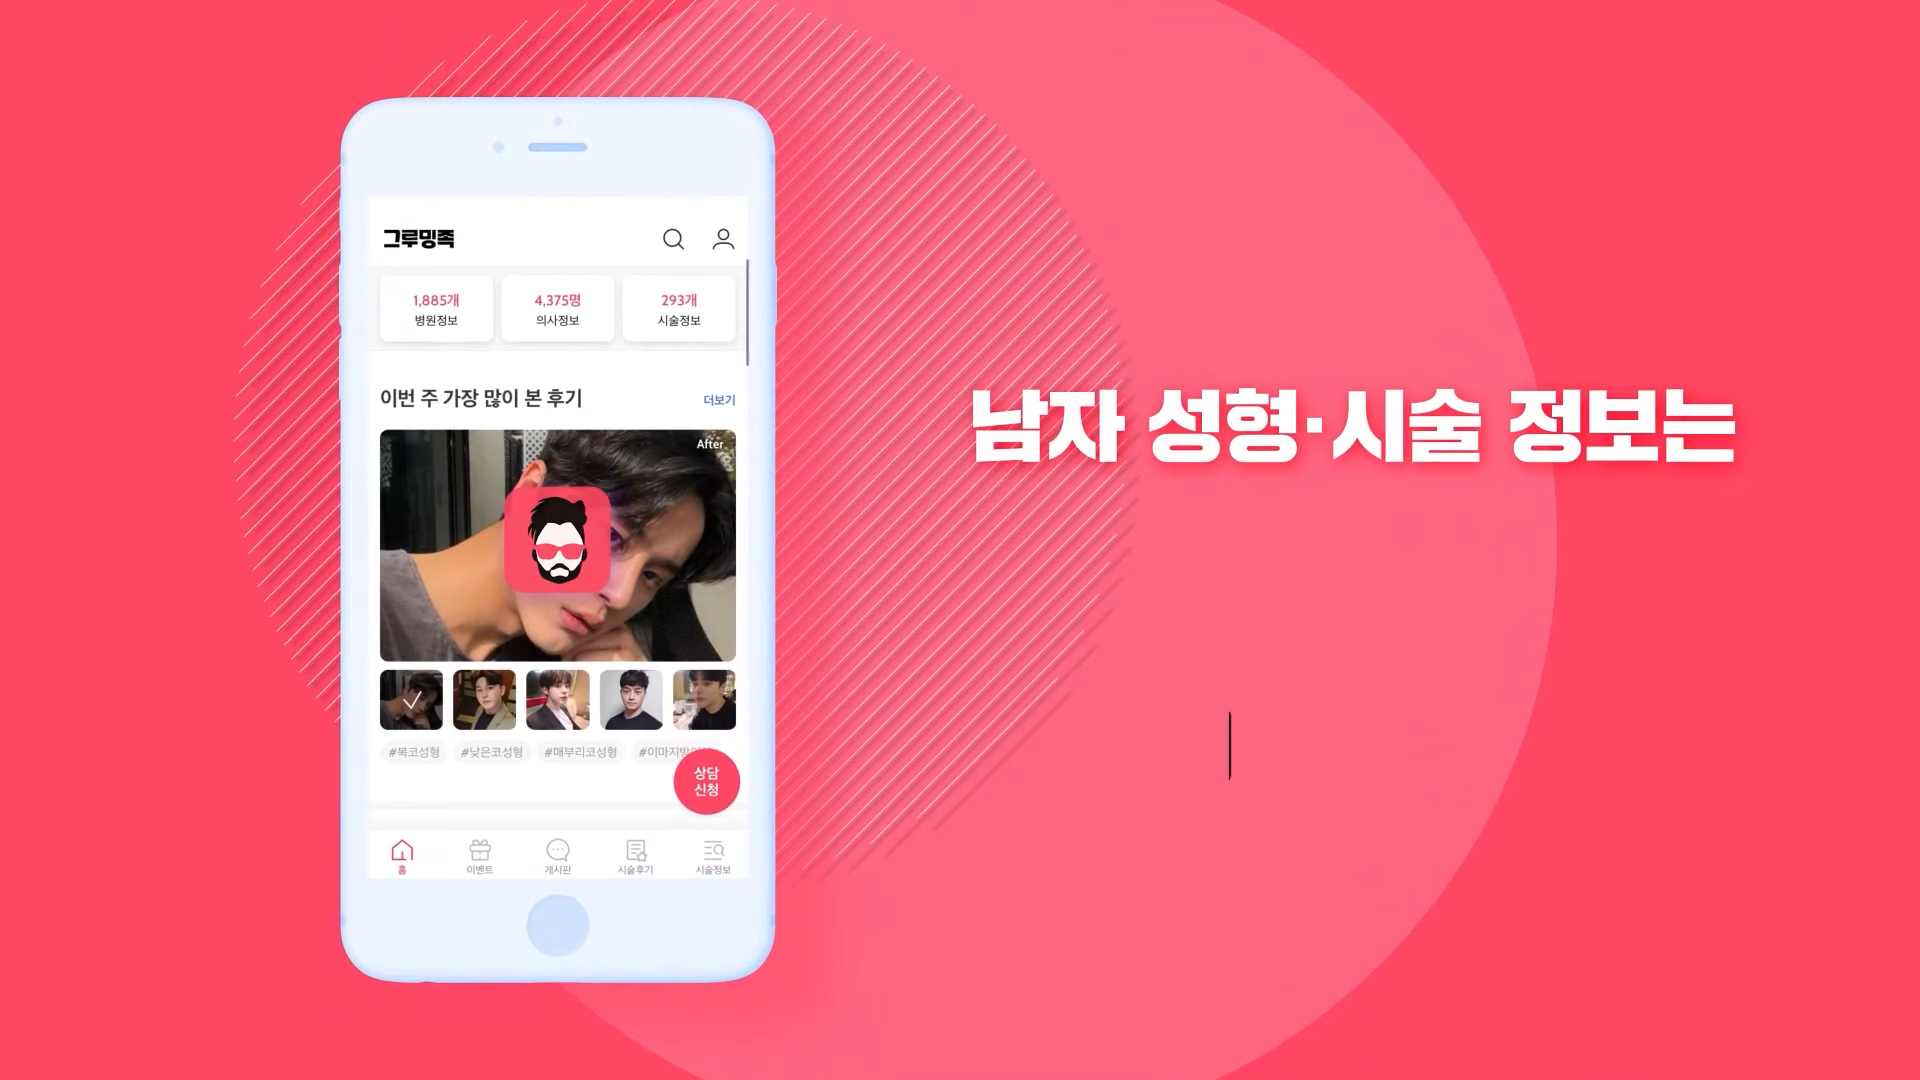 그루밍족
1,885개
병원정보
4,375명
의사정보
293개
시술정보
이번 주 가장 많이 본 후기
더보기
After
#복코성형 #낮은코성형 #매부리코성형
상담
신청
홈
이벤트
게시판
시술후기
시술정보
남자 성형·시술 정보는